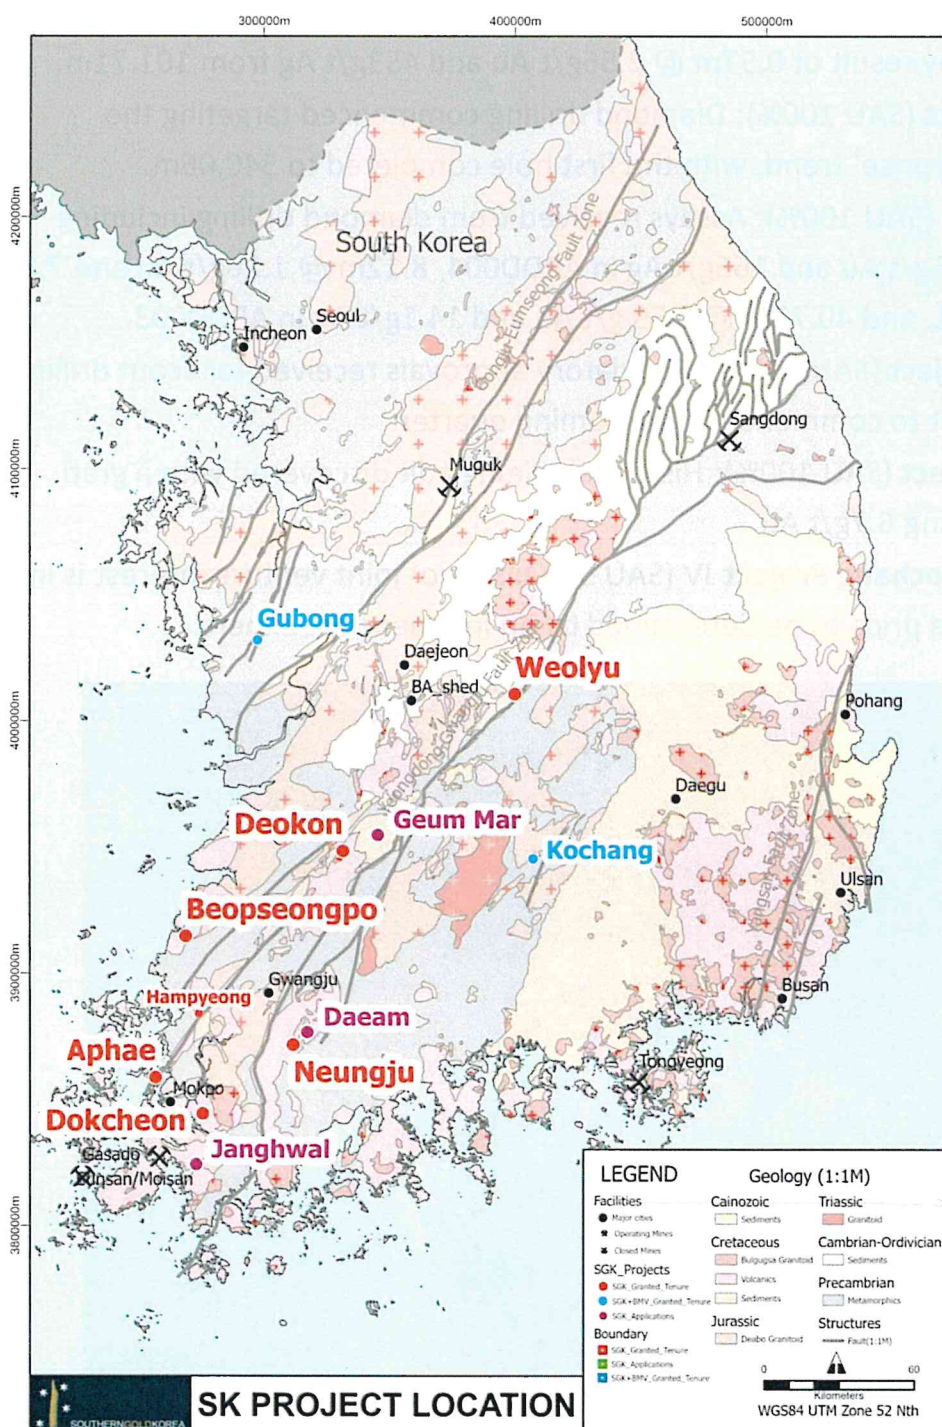 300000m
400000m
500000m
4200000m
4100000m
4000000m
3900000m
3800000m
South Korea
Gongju-Eumseong Fault Zone
Seoul
Incheon
Sangdong
Muguk
Gubong
Daejeon
Weolyu
BA_shed
Pohang
Daegu
Deokon
Geum Mar
Kochang
Ulsan
Beopseongpo
Gwangju
Busan
Hampyeong
Daeam
Aphae
Neungju
Tongyeong
Mokpo
Dokcheon
Janghwal
Gasado
LEGEND
Geology (1:1M)
Facilities
Major cities
Operating Mines
Closed Mines
SGK_Projects
SGK_Granted_Tenure
SGK+BMV_Granted_Tenure
SGK_Applications
Boundary
SGK_Granted_Tenure
SGK_Applications
SGK+BMV_Granted_Tenure
Cainozoic
Sediments
Cretaceous
Bulgugsa Granitoid
Volcanics
Sediments
Jurassic
Deabo Granitoid
Triassic
Granitoid
Cambrian-Ordivician
Sediments
Precambrian
Metamorphics
Structures
Fault(1:1M)
0 60
Kilometers
WGS84 UTM Zone 52 Nth
SOUTHERNGOLDKOREA
SK PROJECT LOCATION